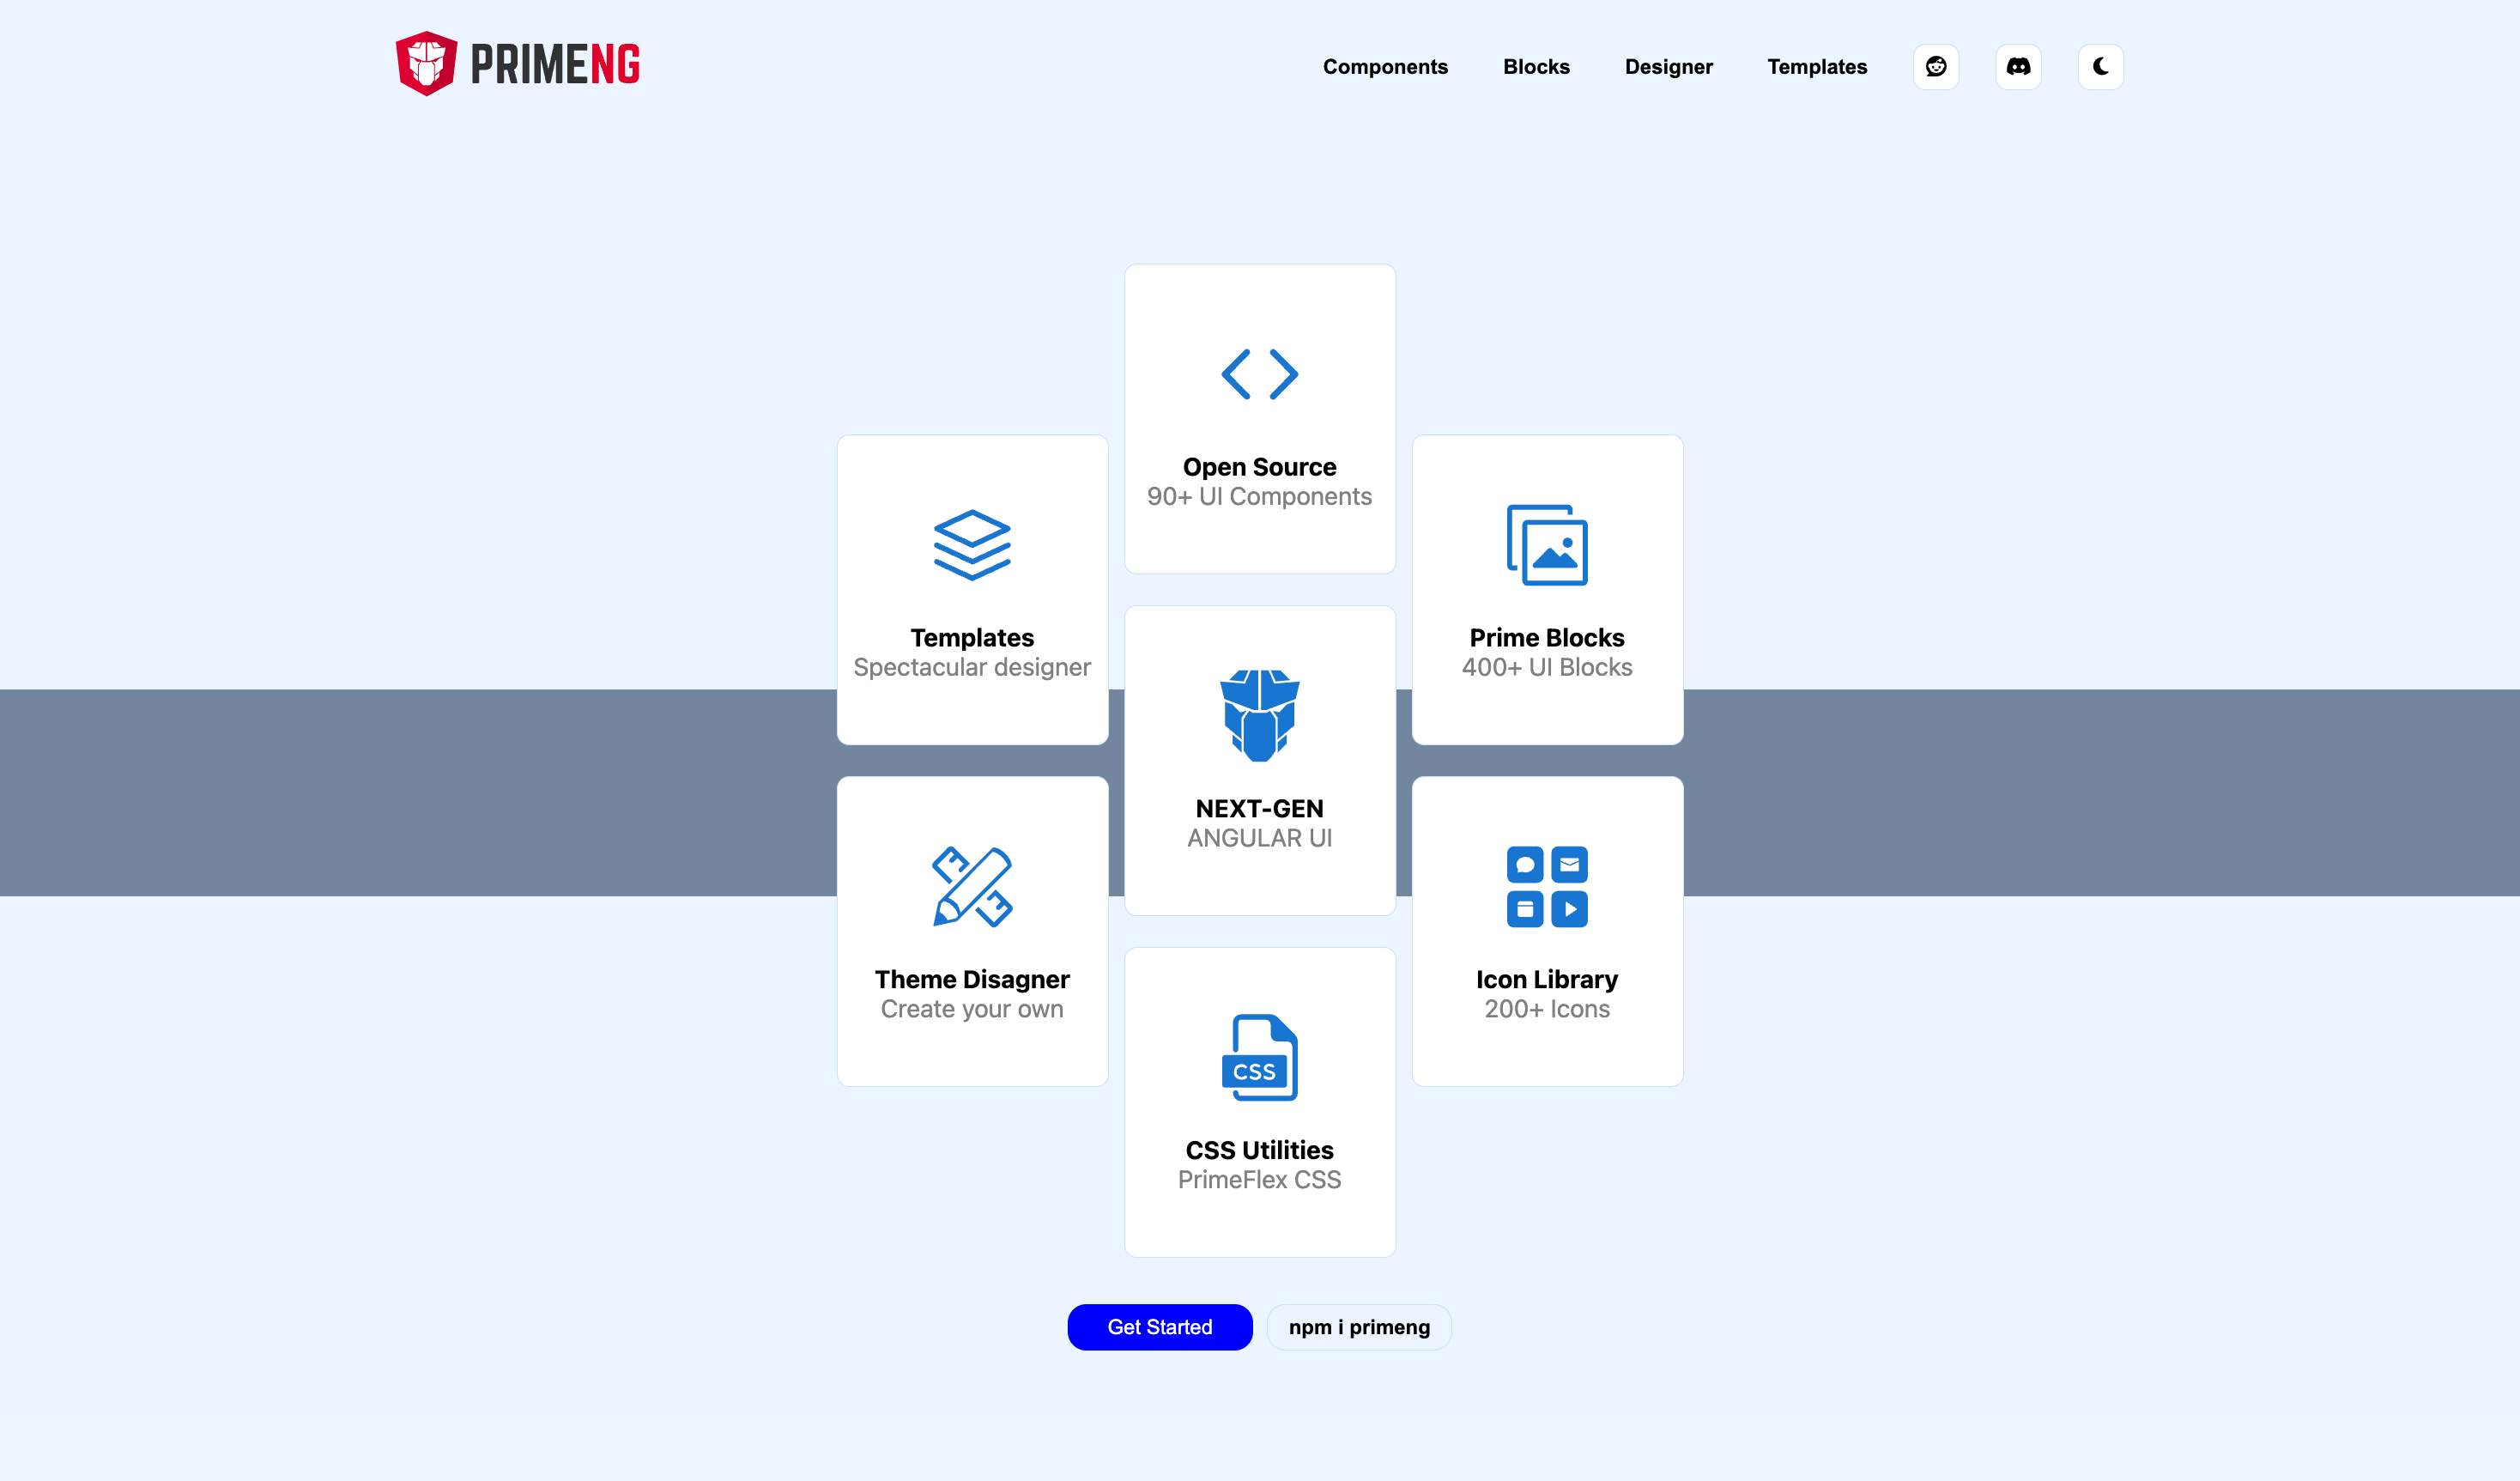 PRIMENG
Components
Blocks
Designer
Templates
Open Source
90+ UI Components
Templates
Spectacular designer
Prime Blocks
400+ UI Blocks
NEXT-GEN
ANGULAR UI
Theme Disagner
Create your own
Icon Library
200+ Icons
CSS
CSS Utilities
PrimeFlex CSS
Get Started
npm i primeng